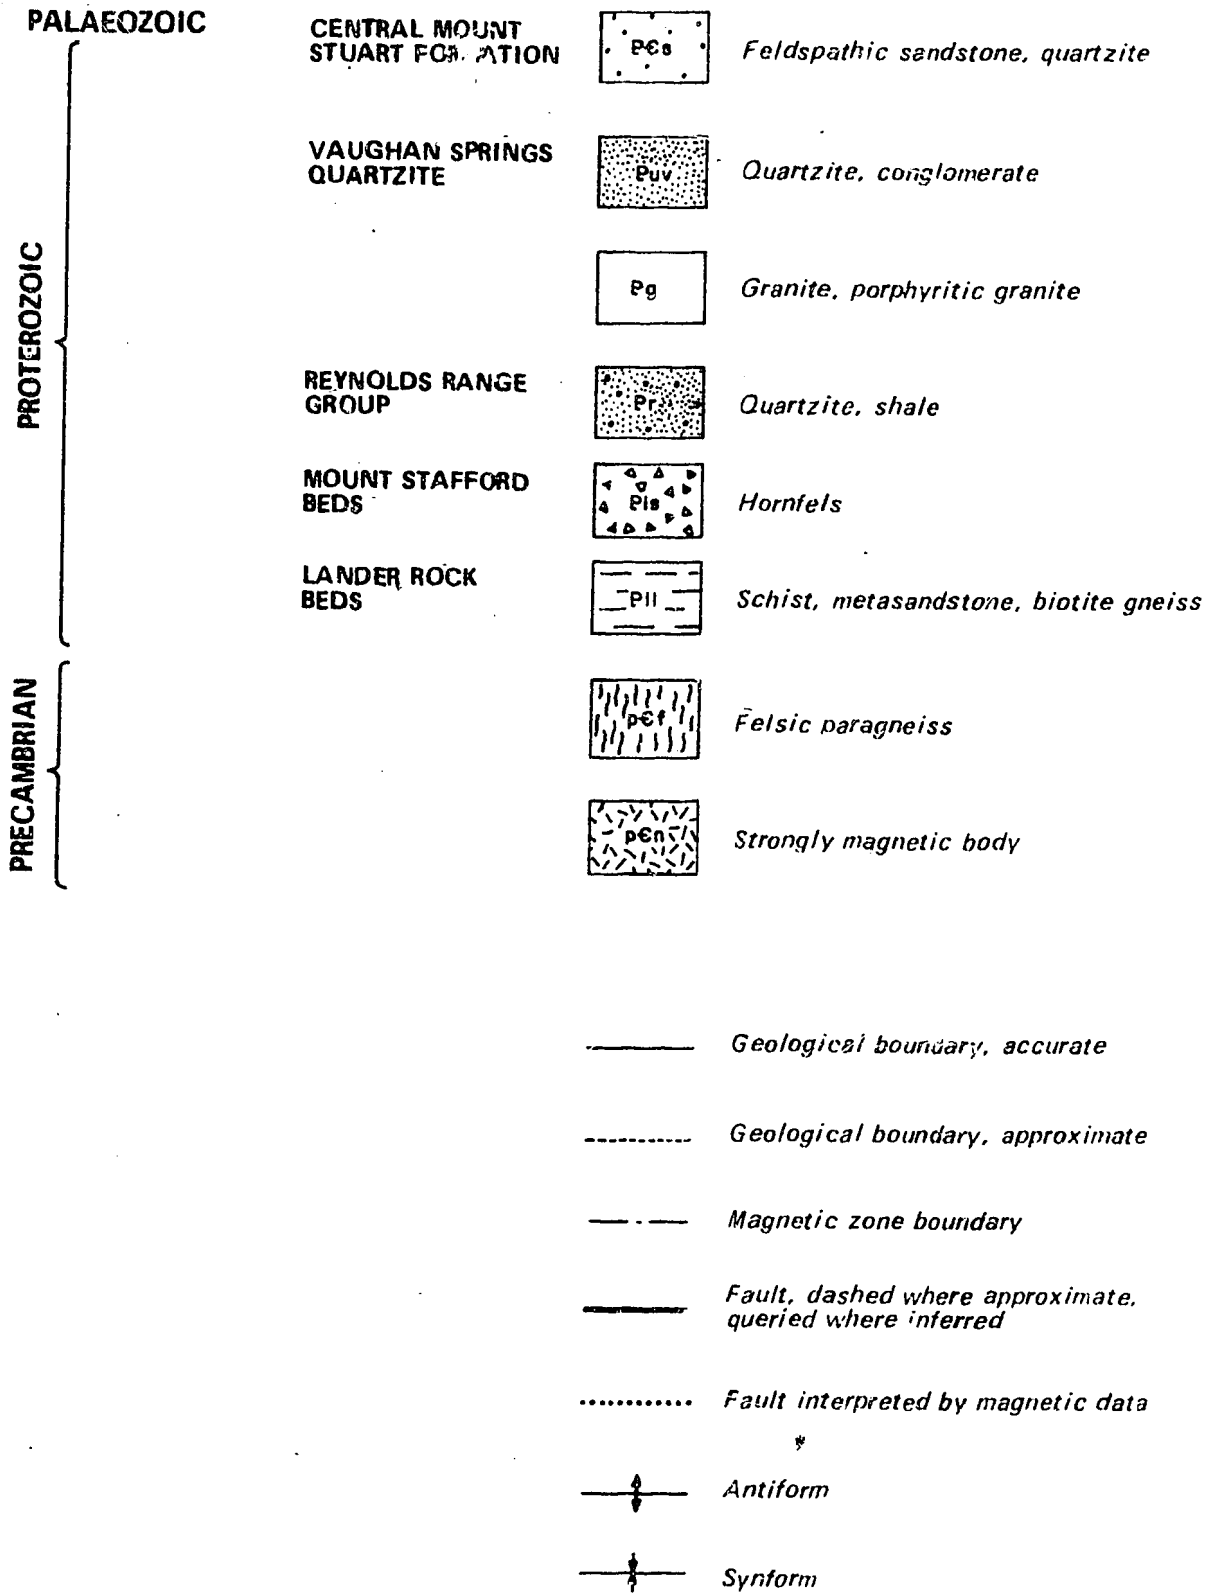 PALAEOZOIC
CENTRAL MOUNT
STUART
P€s
Feldspathic sandstone, quartzite
VAUGHAN SPRINGS
QUARTZITE
Puv
Quartzite, conglomerate
PROTEROZOIC
Pg
Granite, porphyritic granite
REYNOLDS RANGE
GROUP
Pr
Quartzite, shale
MOUNT STAFFORD
BEDS
Pls
Hornfels
LANDER ROCK
BEDS
Pll
Schist, metasandstone, biotite gneiss
PRECAMBRIAN
p€f
Felsic paragneiss
p€n
Strongly magnetic body
Geological boundary, accurate
Geological boundary, approximate
Magnetic zone boundary
Fault, dashed where approximate,
queried where inferred
Fault interpreted by magnetic data
Antiform
Synform